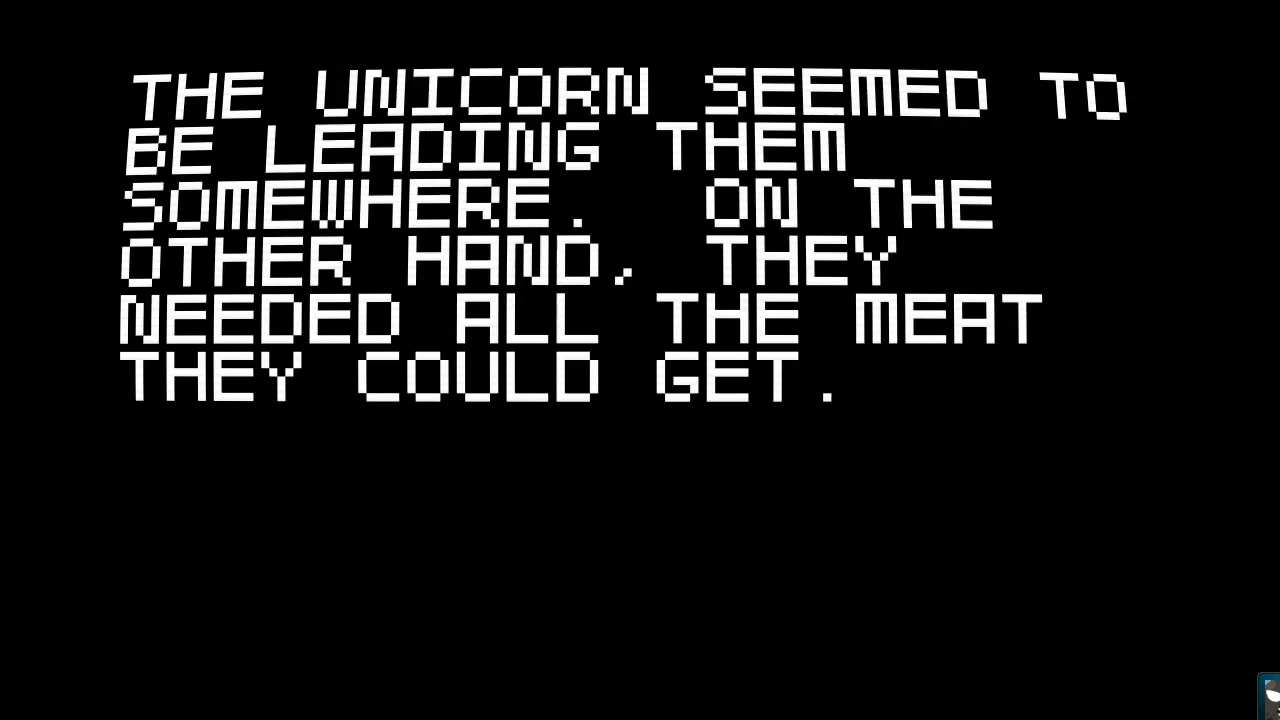 THE UNICORN SEEMED TO
BE LEADING THEM
SOMEWHERE.  ON THE
OTHER HAND, THEY
NEEDED ALL THE MEAT
THEY COULD GET.